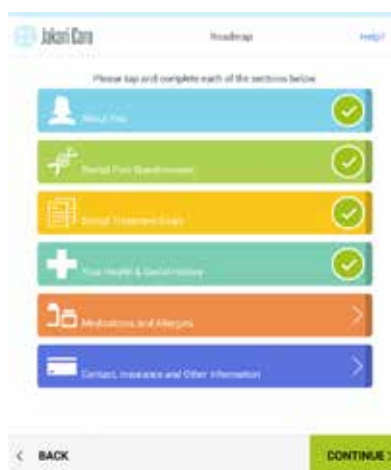 Jakari Care
Roadmap
Help?
Please tap and complete each of the sections below
About You
Dental Pain Questionnaire
Dental Treatment Goals
Your Health & Dental History
Medications and Allergies
Contact, Insurance and Other Information
BACK
CONTINUE